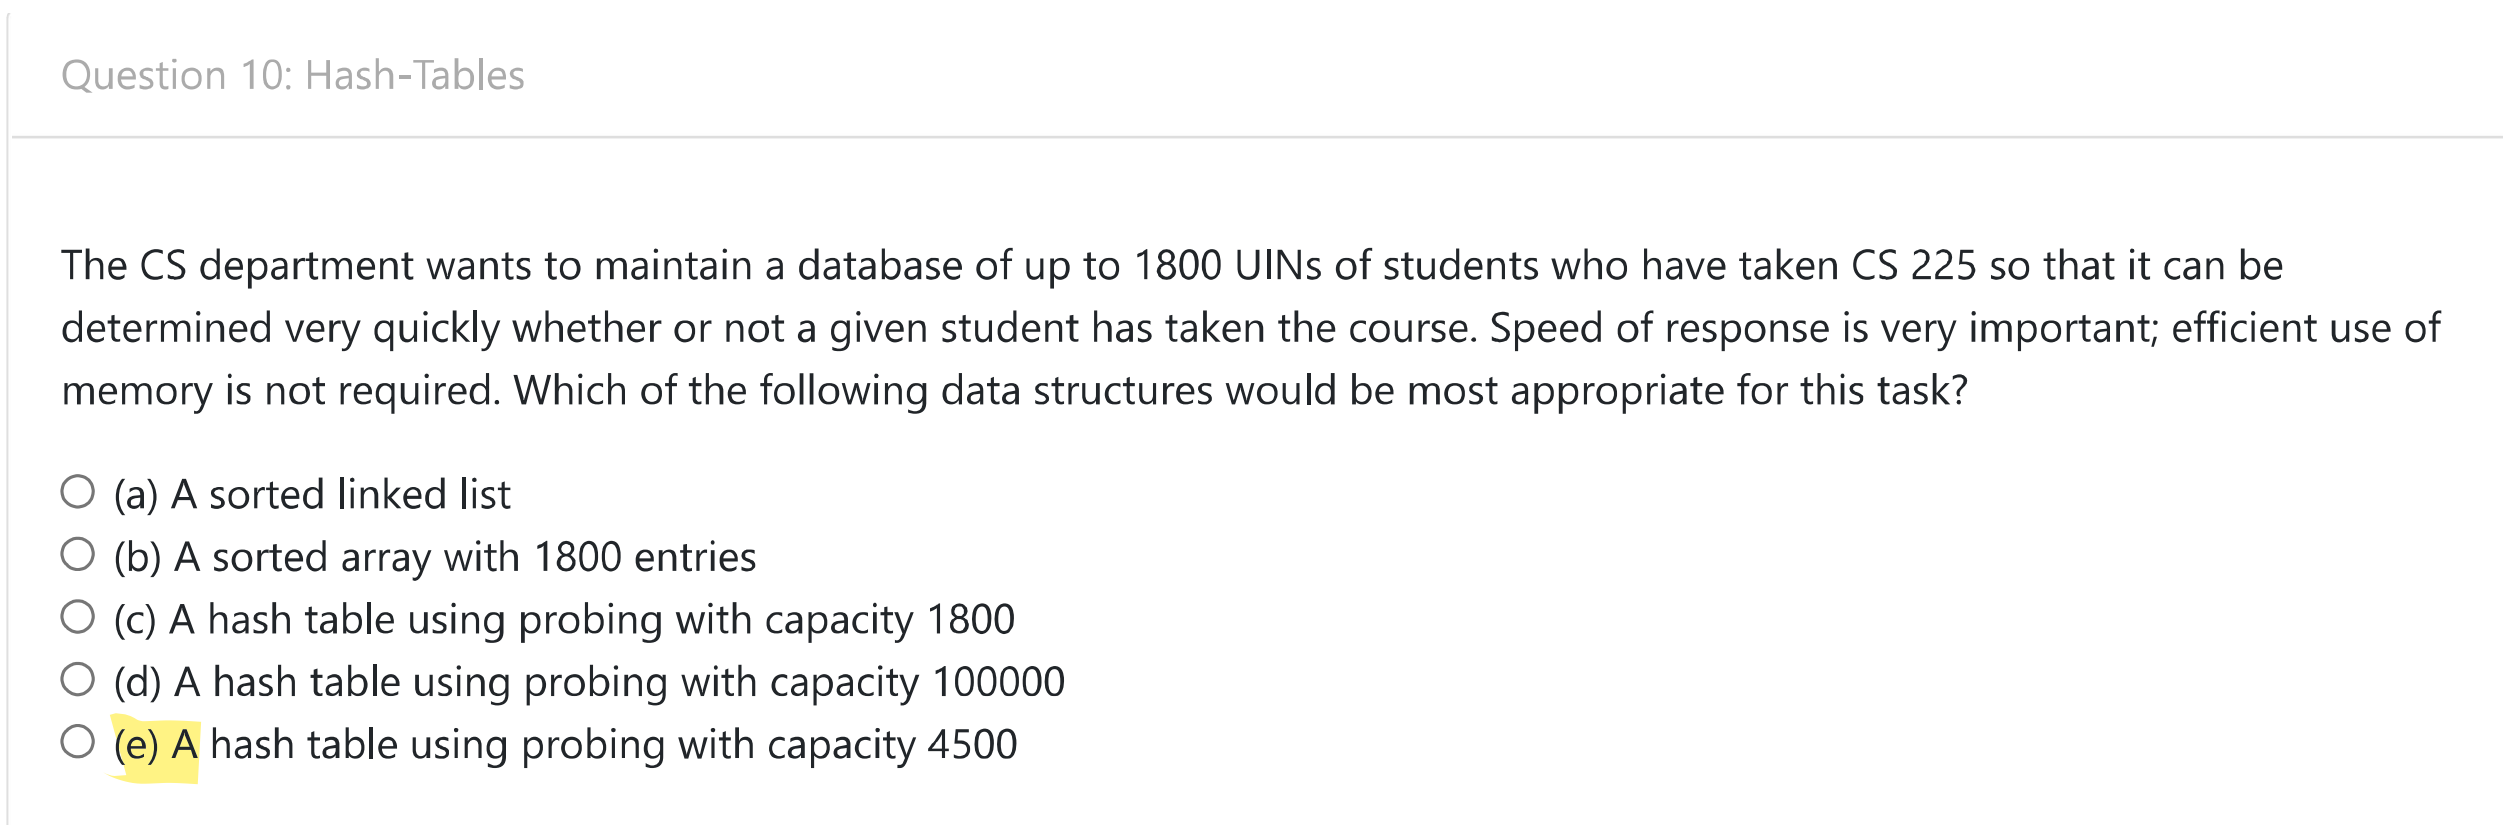 Question 10: Hash-Tables
The CS department wants to maintain a database of up to 1800 UINs of students who have taken CS 225 so that it can be
determined very quickly whether or not a given student has taken the course. Speed of response is very important; efficient use of
memory is not required. Which of the following data structures would be most appropriate for this task?
(a) A sorted linked list
(b) A sorted array with 1800 entries
(c) A hash table using probing with capacity 1800
(d) A hash table using probing with capacity 100000
(e) A hash table using probing with capacity 4500